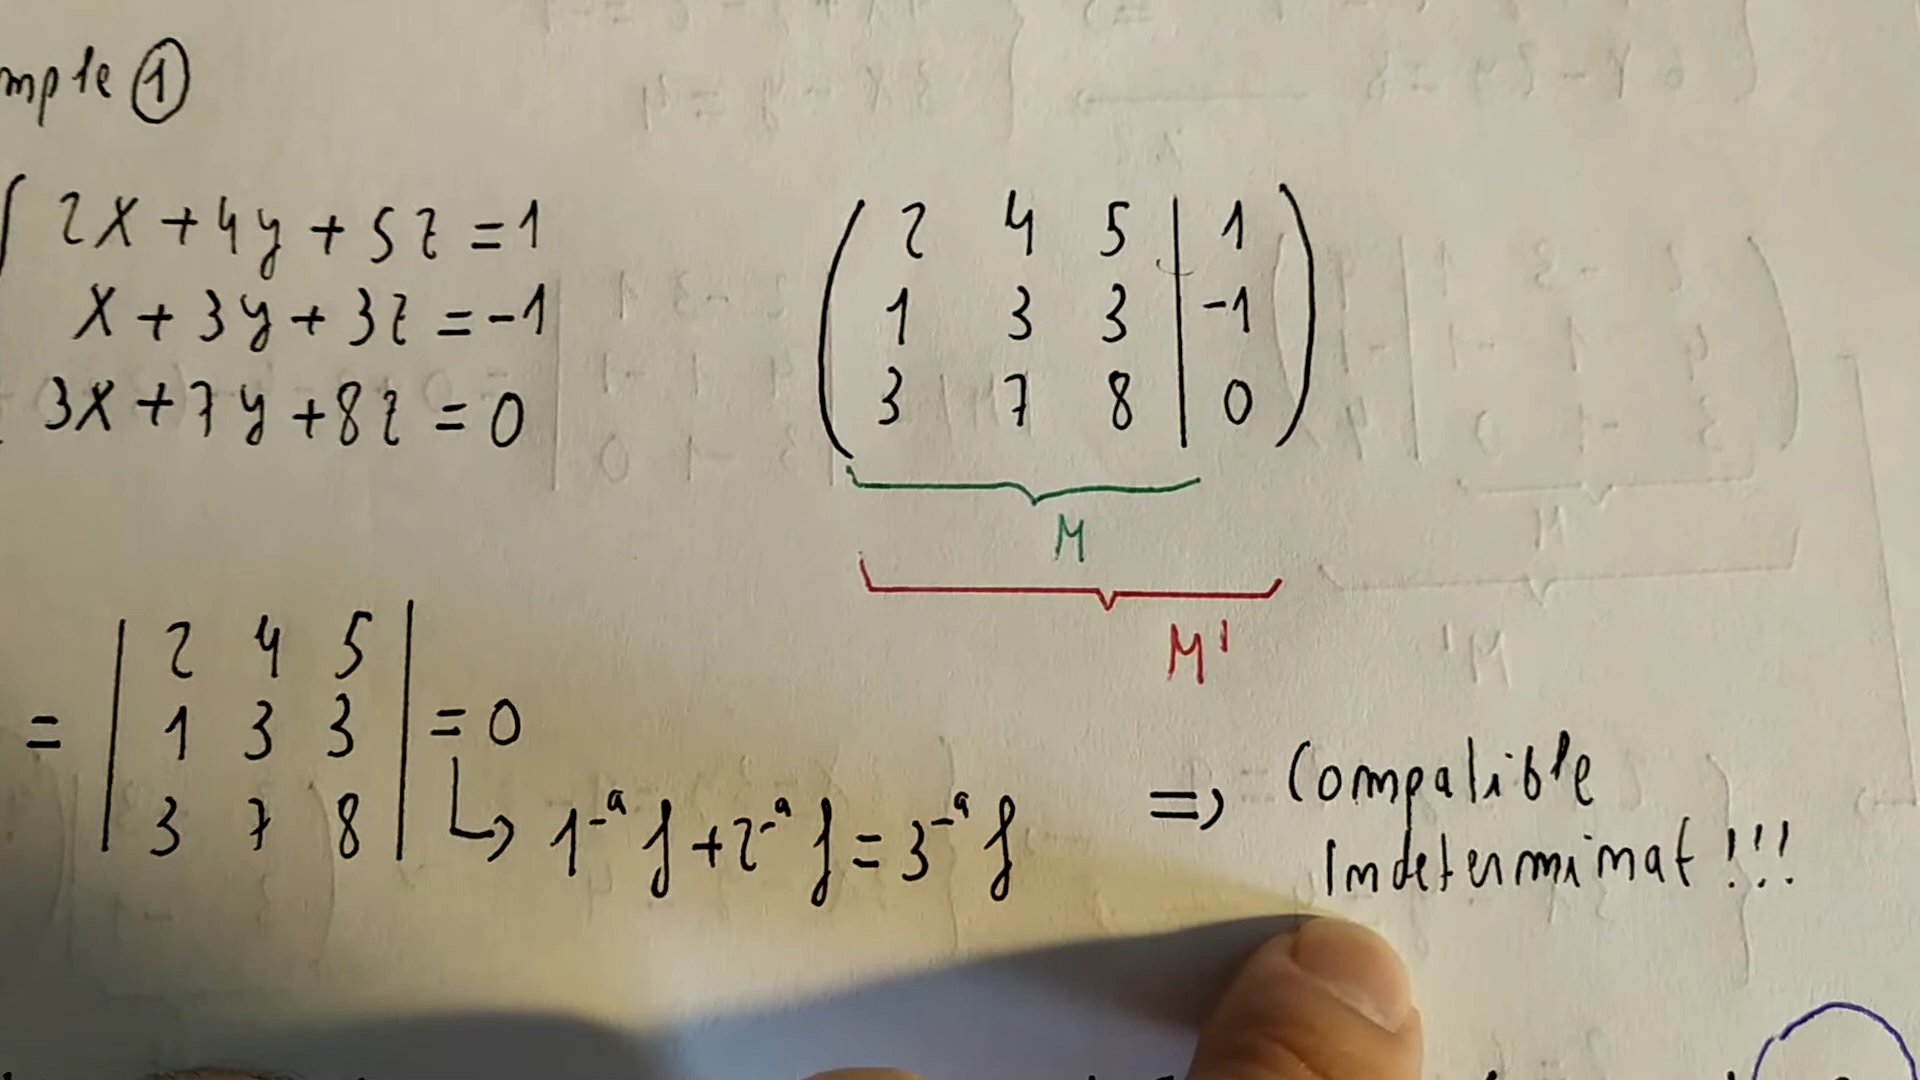 mple ①
2x + 4y + 5z = 1
x + 3y + 3z = -1
3x + 7y + 8z = 0
( 2 4 5 | 1 )
( 1 3 3 | -1 )
( 3 7 8 | 0 )
M
M'
= | 2 4 5 | = 0
| 1 3 3 |
| 3 7 8 |
↳ 1-ª f + 2-ª f = 3-ª f
⇒ Compatible
Indeterminat!!!